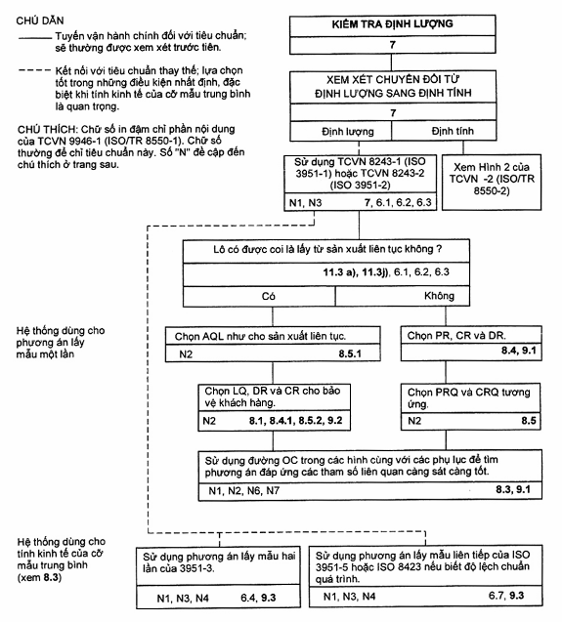 CHÚ DẪN
Tuyến vận hành chính đối với tiêu chuẩn;
sẽ thường được xem xét trước tiên.
Kết nối với tiêu chuẩn thay thế; lựa chọn
tốt trong những điều kiện nhất định, đặc
biệt khi tính kinh tế của cỡ mẫu trung bình
là quan trọng.
CHÚ THÍCH: Chữ số in đậm chỉ phần nội dung
của TCVN 9946-1 (ISO/TR 8550-1). Chữ số
thường để chỉ tiêu chuẩn này. Số "N" đề cập đến
chú thích ở trang sau.
KIỂM TRA ĐỊNH LƯỢNG
7
XEM XÉT CHUYỂN ĐỔI TỪ
ĐỊNH LƯỢNG SANG ĐỊNH TÍNH
7
Định lượng
Định tính
Sử dụng TCVN 8243-1 (ISO
3951-1) hoặc TCVN 8243-2
(ISO 3951-2)
N1, N3 7, 6.1, 6.2, 6.3
Xem Hình 2 của
TCVN -2 (ISO/TR
8550-2)
Lô có được coi là lấy từ sản xuất liên tục không ?
11.3 a), 11.3j), 6.1, 6.2, 6.3
Có
Không
Hệ thống dùng cho
phương án lấy
mẫu một lần
Chọn AQL như cho sản xuất liên tục.
N2 8.5.1
Chọn PR, CR và DR.
8.4, 9.1
Chọn LQ, DR và CR cho bảo
vệ khách hàng.
N2 8.1, 8.4.1, 8.5.2, 9.2
Chọn PRQ và CRQ tương
ứng.
N2 8.5
Sử dụng đường OC trong các hình cùng với các phụ lục để tìm
phương án đáp ứng các tham số liên quan càng sát càng tốt.
N1, N2, N6, N7 8.3, 9.1
Hệ thống dùng cho
tính kinh tế của cỡ
mẫu trung bình
(xem 8.3)
Sử dụng phương án lấy mẫu hai
lần của 3951-3.
N1, N3, N4 6.4, 9.3
Sử dụng phương án lấy mẫu liên tiếp của ISO
3951-5 hoặc ISO 8423 nếu biết độ lệch chuẩn
quá trình.
N1, N3, N4 6.7, 9.3